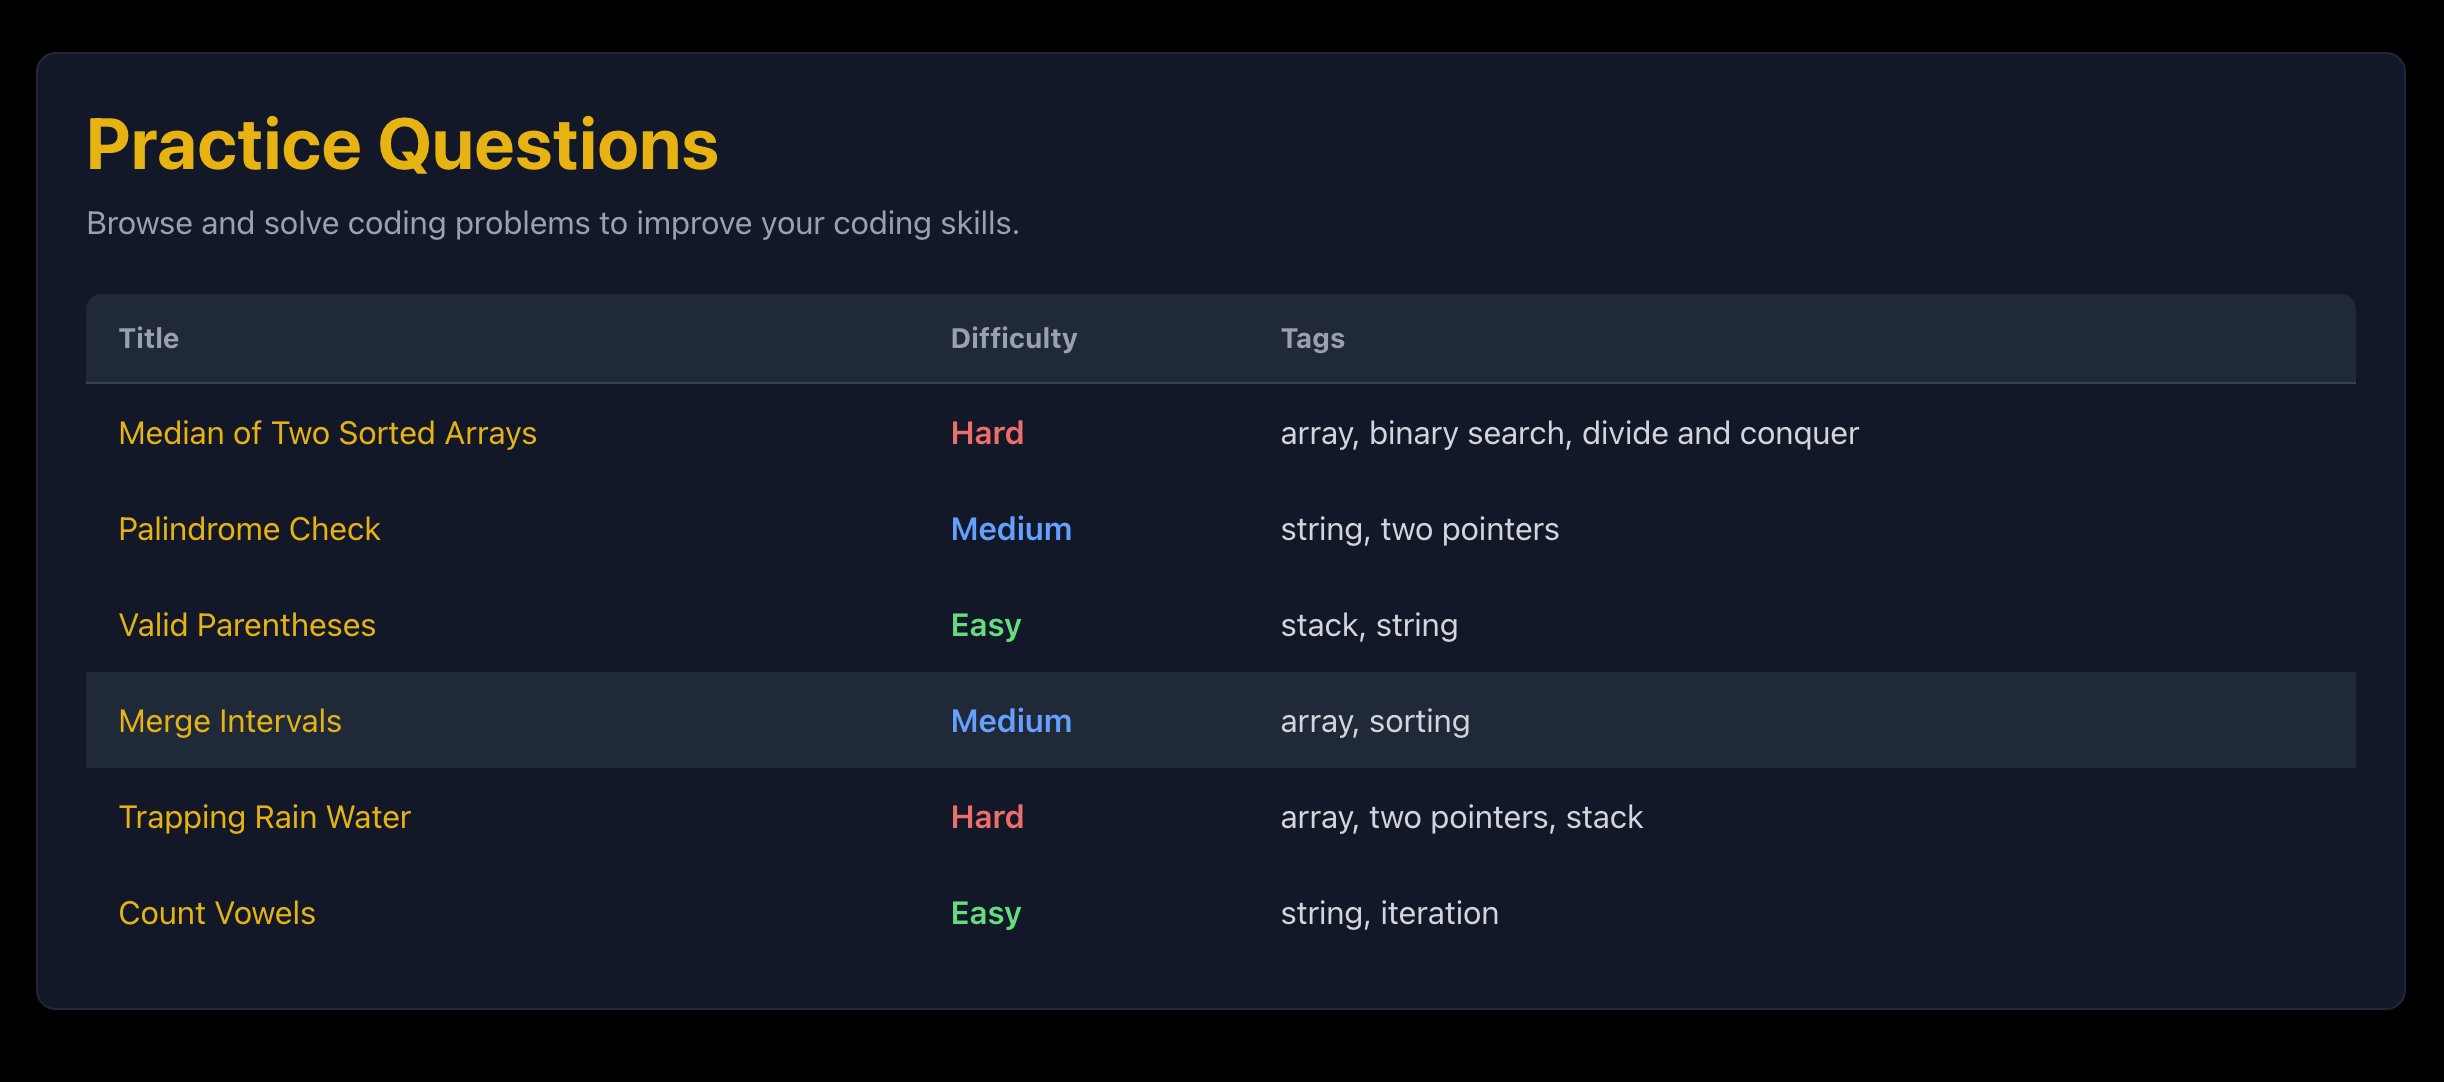 Practice Questions
Browse and solve coding problems to improve your coding skills.
Title Difficulty Tags
Median of Two Sorted Arrays Hard array, binary search, divide and conquer
Palindrome Check Medium string, two pointers
Valid Parentheses Easy stack, string
Merge Intervals Medium array, sorting
Trapping Rain Water Hard array, two pointers, stack
Count Vowels Easy string, iteration